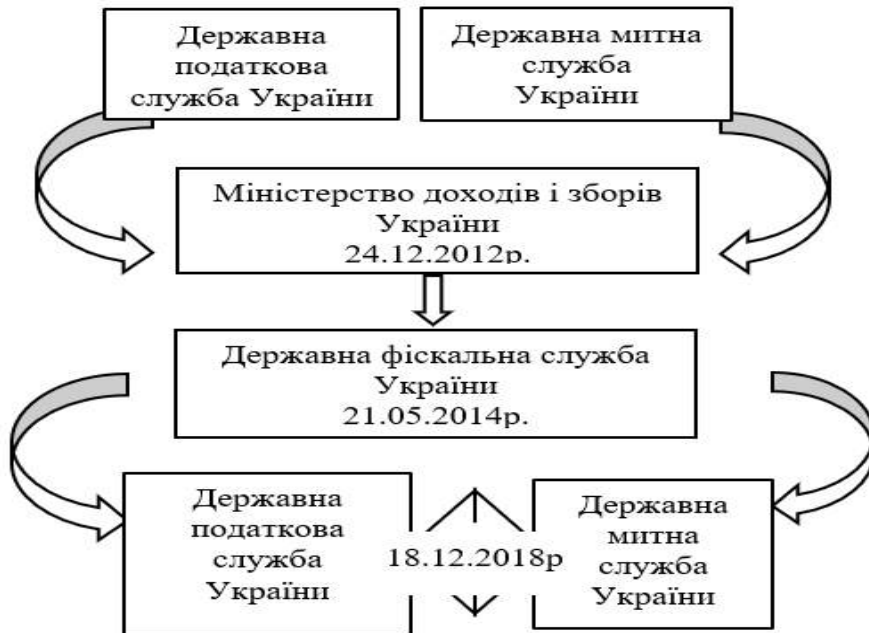 Державна
податкова
служба України
Державна митна
служба
України
Міністерство доходів і зборів
України
24.12.2012р.
Державна фіскальна служба
України
21.05.2014р.
Державна
податкова
служба
України
18.12.2018р
Державна
митна
служба
України